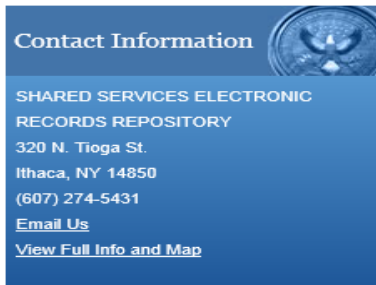 Contact Information
SHARED SERVICES ELECTRONIC
RECORDS REPOSITORY
320 N. Tioga St.
Ithaca, NY 14850
(607) 274-5431
Email Us
View Full Info and Map